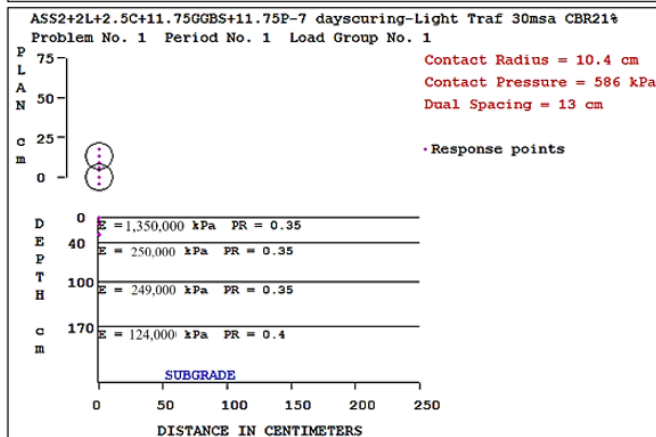 ASS2+2L+2.5C+11.75GGBS+11.75P-7 dayscuring-Light Traf 30msa CBR21%
Problem No. 1 Period No. 1 Load Group No. 1
PLAN cm
75
50
25
0
Contact Radius = 10.4 cm
Contact Pressure = 586 kPa
Dual Spacing = 13 cm
Response points
DEPTH cm
0
E = 1,350,000 kPa PR = 0.35
40
E = 250,000 kPa PR = 0.35
100
E = 249,000 kPa PR = 0.35
170
E = 124,000 kPa PR = 0.4
SUBGRADE
0 50 100 150 200 250
DISTANCE IN CENTIMETERS